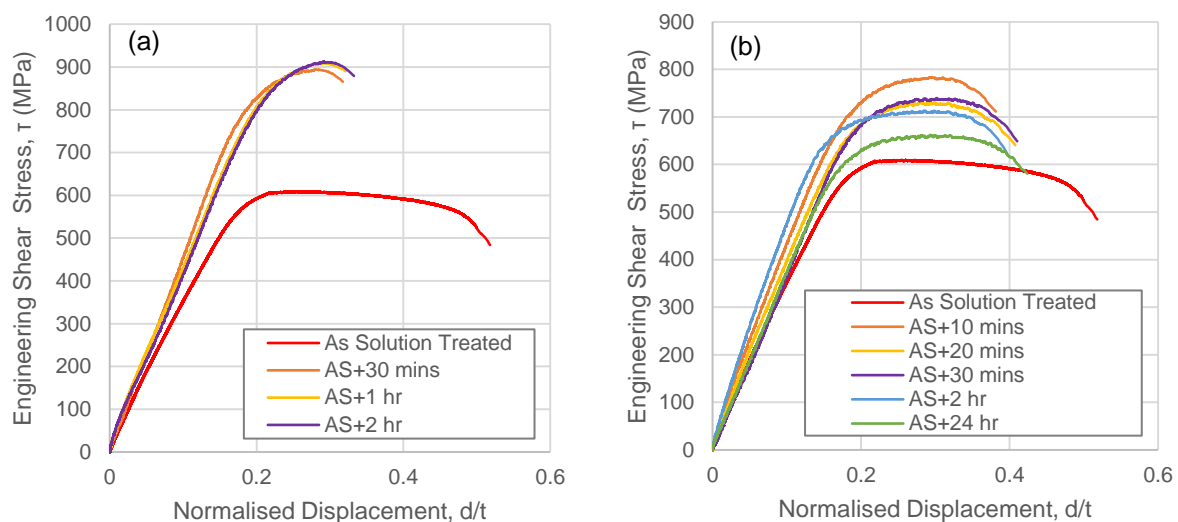 (a)
Engineering Shear Stress, τ (MPa)
1000
900
800
700
600
500
400
300
200
100
0
0 0.2 0.4 0.6
Normalised Displacement, d/t
As Solution Treated
AS+30 mins
AS+1 hr
AS+2 hr
(b)
Engineering Shear Stress, τ (MPa)
900
800
700
600
500
400
300
200
100
0
0 0.2 0.4 0.6
Normalised Displacement, d/t
As Solution Treated
AS+10 mins
AS+20 mins
AS+30 mins
AS+2 hr
AS+24 hr